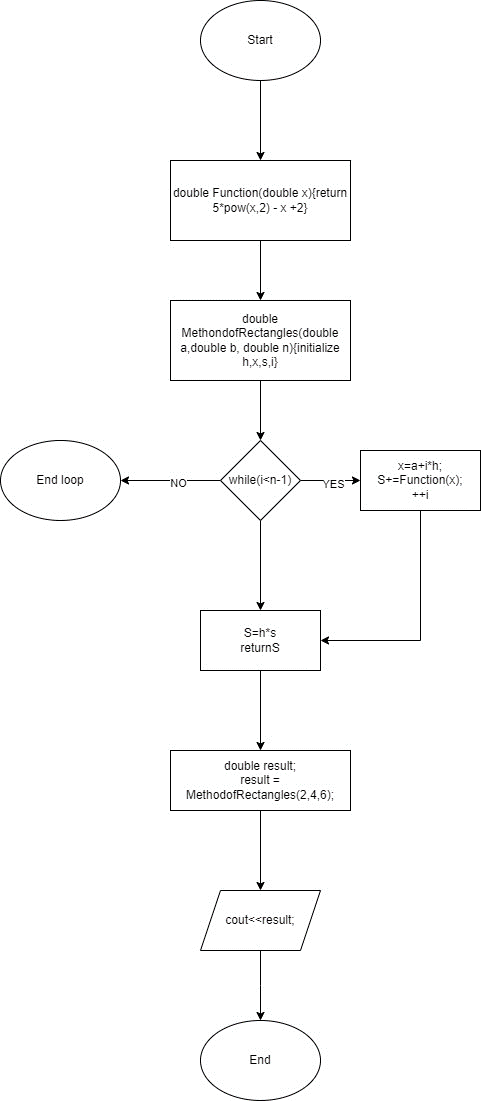 Start
double Function(double x){return
5*pow(x,2) - x +2}
double
MethondofRectangles(double
a,double b, double n){initialize
h,x,s,i}
End loop
NO
while(i<n-1)
YES
x=a+i*h;
S+=Function(x);
++i
S=h*s
returnS
double result;
result =
MethodofRectangles(2,4,6);
cout<<result;
End